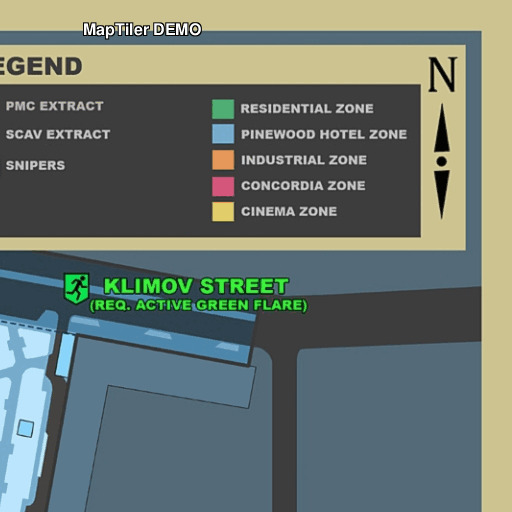 MapTiler DEMO
EGEND
PMC EXTRACT
SCAV EXTRACT
SNIPERS
RESIDENTIAL ZONE
PINEWOOD HOTEL ZONE
INDUSTRIAL ZONE
CONCORDIA ZONE
CINEMA ZONE
N
KLIMOV STREET
(REQ. ACTIVE GREEN FLARE)